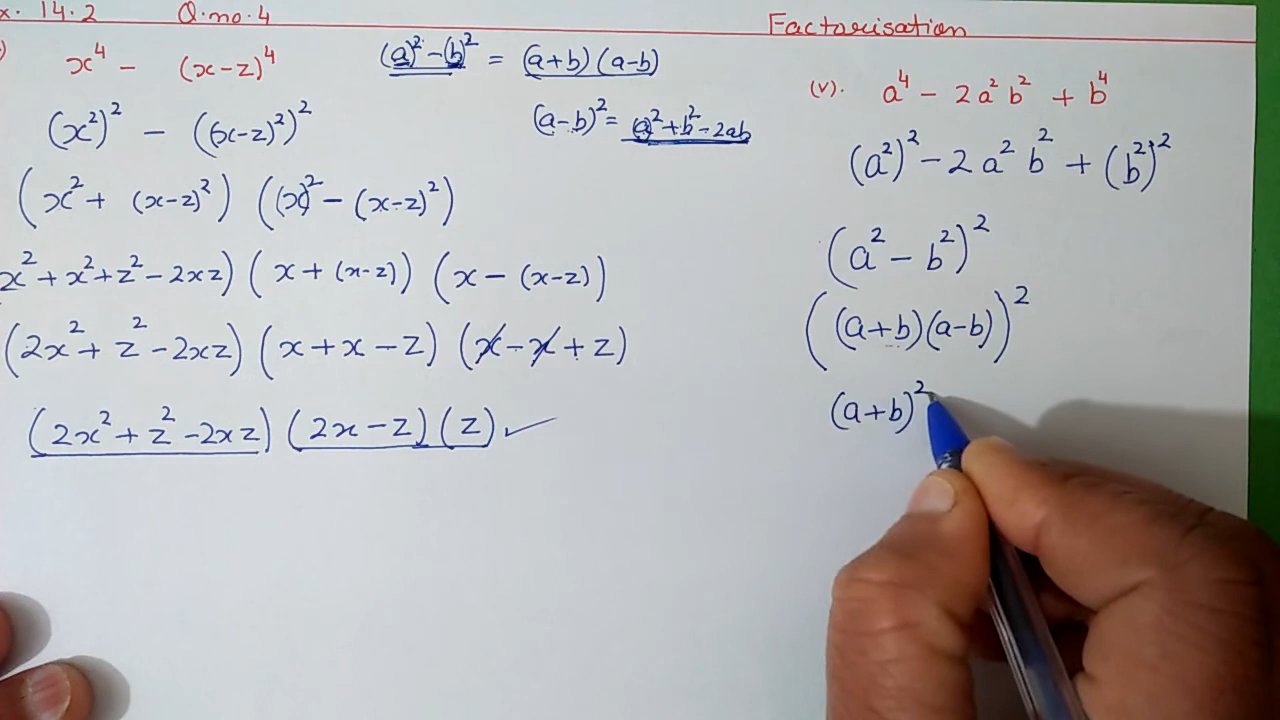 x. 14.2 Q.no.4 Factorisation
) x⁴ - (x-z)⁴
(a)² - (b)² = (a+b)(a-b)
(x²)² - ((x-z)²)²
(a-b)² = a²+b²-2ab
(x² + (x-z)²) ((x)² - (x-z)²)
x² + x² + z² - 2xz) (x + (x-z)) (x - (x-z))
(2x² + z² - 2xz) (x + x - z) (x - x + z)
(2x² + z² - 2xz) (2x - z) (z) ✓
(v). a⁴ - 2a²b² + b⁴
(a²)² - 2a²b² + (b²)²
(a² - b²)²
((a+b)(a-b))²
(a+b)²